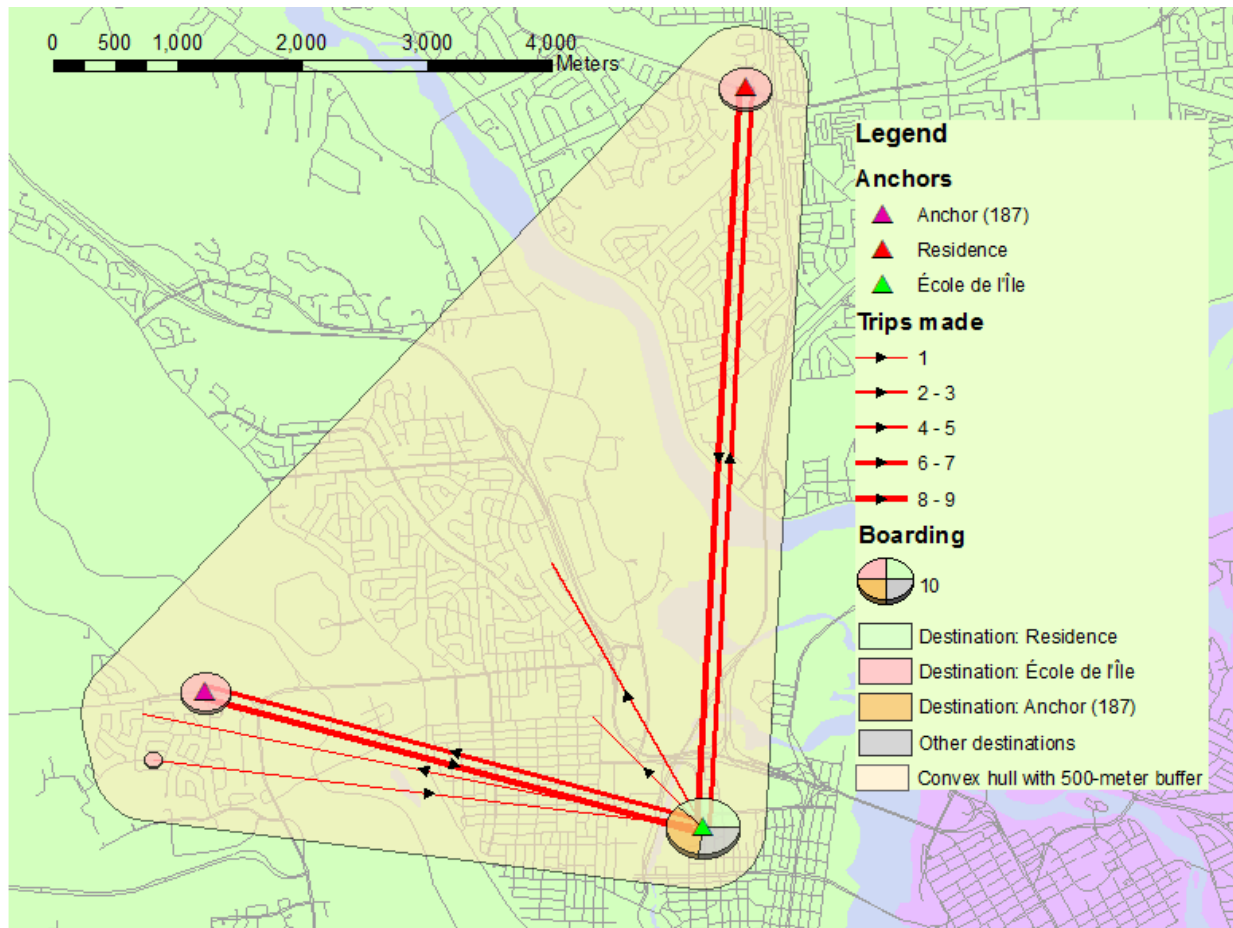 0 500 1,000 2,000 3,000 4,000
Meters
Legend
Anchors
Anchor (187)
Residence
École de l'Île
Trips made
1
2 - 3
4 - 5
6 - 7
8 - 9
Boarding
10
Destination: Residence
Destination: École de l'Île
Destination: Anchor (187)
Other destinations
Convex hull with 500-meter buffer